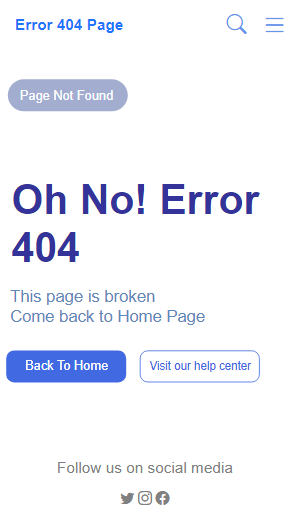 Error 404 Page
Page Not Found
Oh No! Error
404
This page is broken
Come back to Home Page
Back To Home
Visit our help center
Follow us on social media